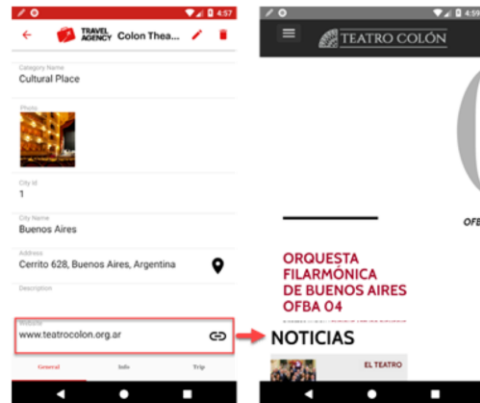 4:57
TRAVEL
AGENCY
Colon Thea...
Category Name
Cultural Place
Photo
City Id
1
City Name
Buenos Aires
Address
Cerrito 628, Buenos Aires, Argentina
Description
Website
www.teatrocolon.org.ar
General
Info
Trip
4:59
TEATRO COLÓN
OFB
ORQUESTA
FILARMÓNICA
DE BUENOS AIRES
OFBA 04
NOTICIAS
EL TEATRO